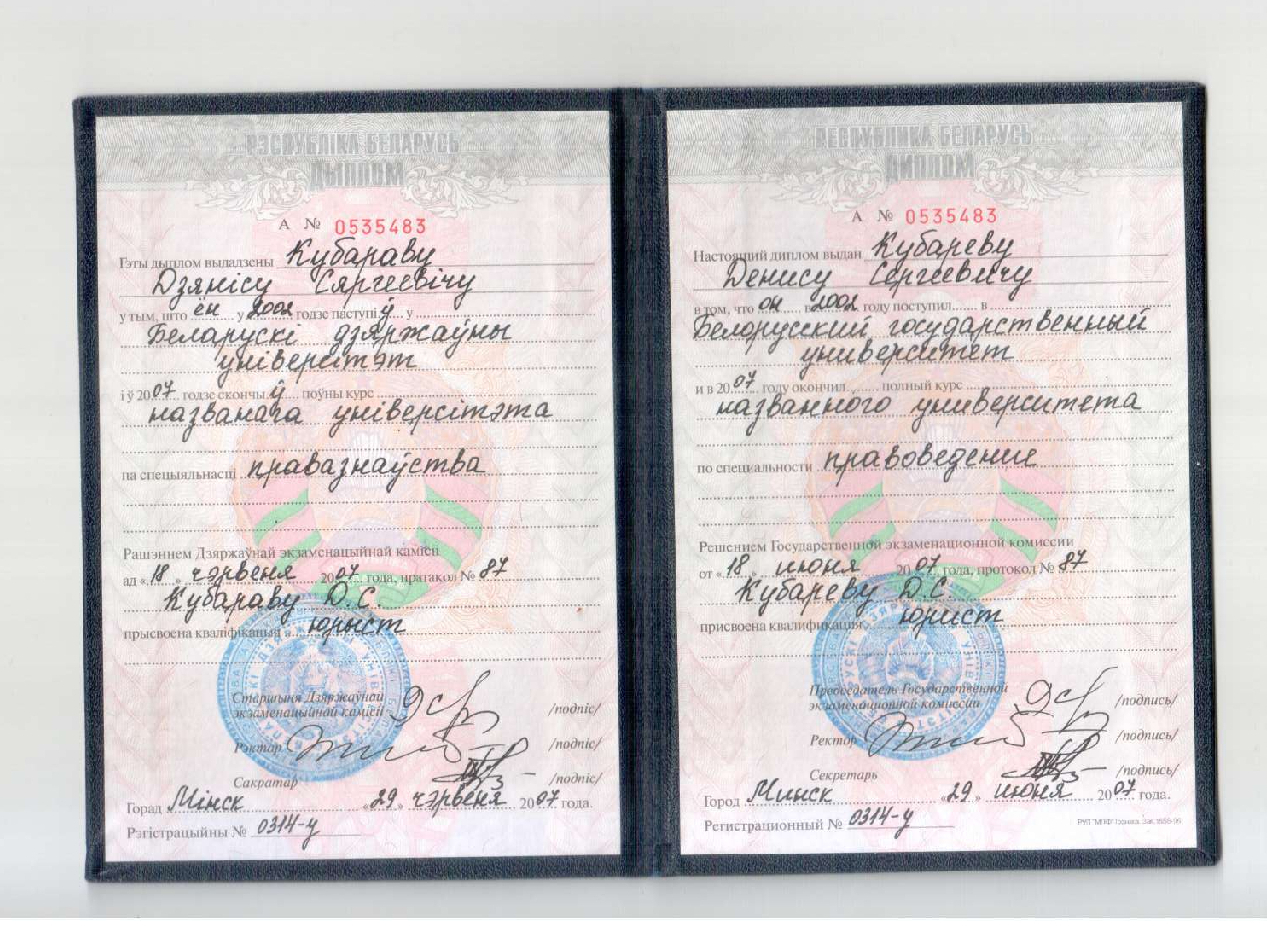 РЭСПУБЛІКА БЕЛАРУСЬ
ДЫПЛОМ
А № 0535483
Гэты дыплом выдадзены Кубараву
Дзянісу Сяргеевічу
у тым, што ён у 2002 годзе паступіў у
Беларускі дзяржаўны
універсітэт
і ў 2007 годзе скончыў поўны курс
названага універсітэта
па спецыяльнасці правазнаўства
Рашэннем Дзяржаўнай экзаменацыйнай камісіі
ад «18» чэрвеня 2007 года, пратакол № 87
Кубараву Д.С.
прысвоена кваліфікацыя юрыст
Старшыня Дзяржаўнай
экзаменацыйнай камісіі /подпіс/
Рэктар /подпіс/
Сакратар /подпіс/
Горад Мінск «29» чэрвеня 2007 года.
Рэгістрацыйны № 0314-у
РЕСПУБЛИКА БЕЛАРУСЬ
ДИПЛОМ
А № 0535483
Настоящий диплом выдан Кубареву
Денису Сергеевичу
в том, что он в 2002 году поступил в
Белорусский государственный
университет
и в 2007 году окончил полный курс
названного университета
по специальности правоведение
Решением Государственной экзаменационной комиссии
от «18» июня 2007 года, протокол № 87
Кубареву Д.С.
присвоена квалификация юрист
Председатель Государственной
экзаменационной комиссии /подпись/
Ректор /подпись/
Секретарь /подпись/
Город Минск «29» июня 2007 года.
Регистрационный № 0314-у